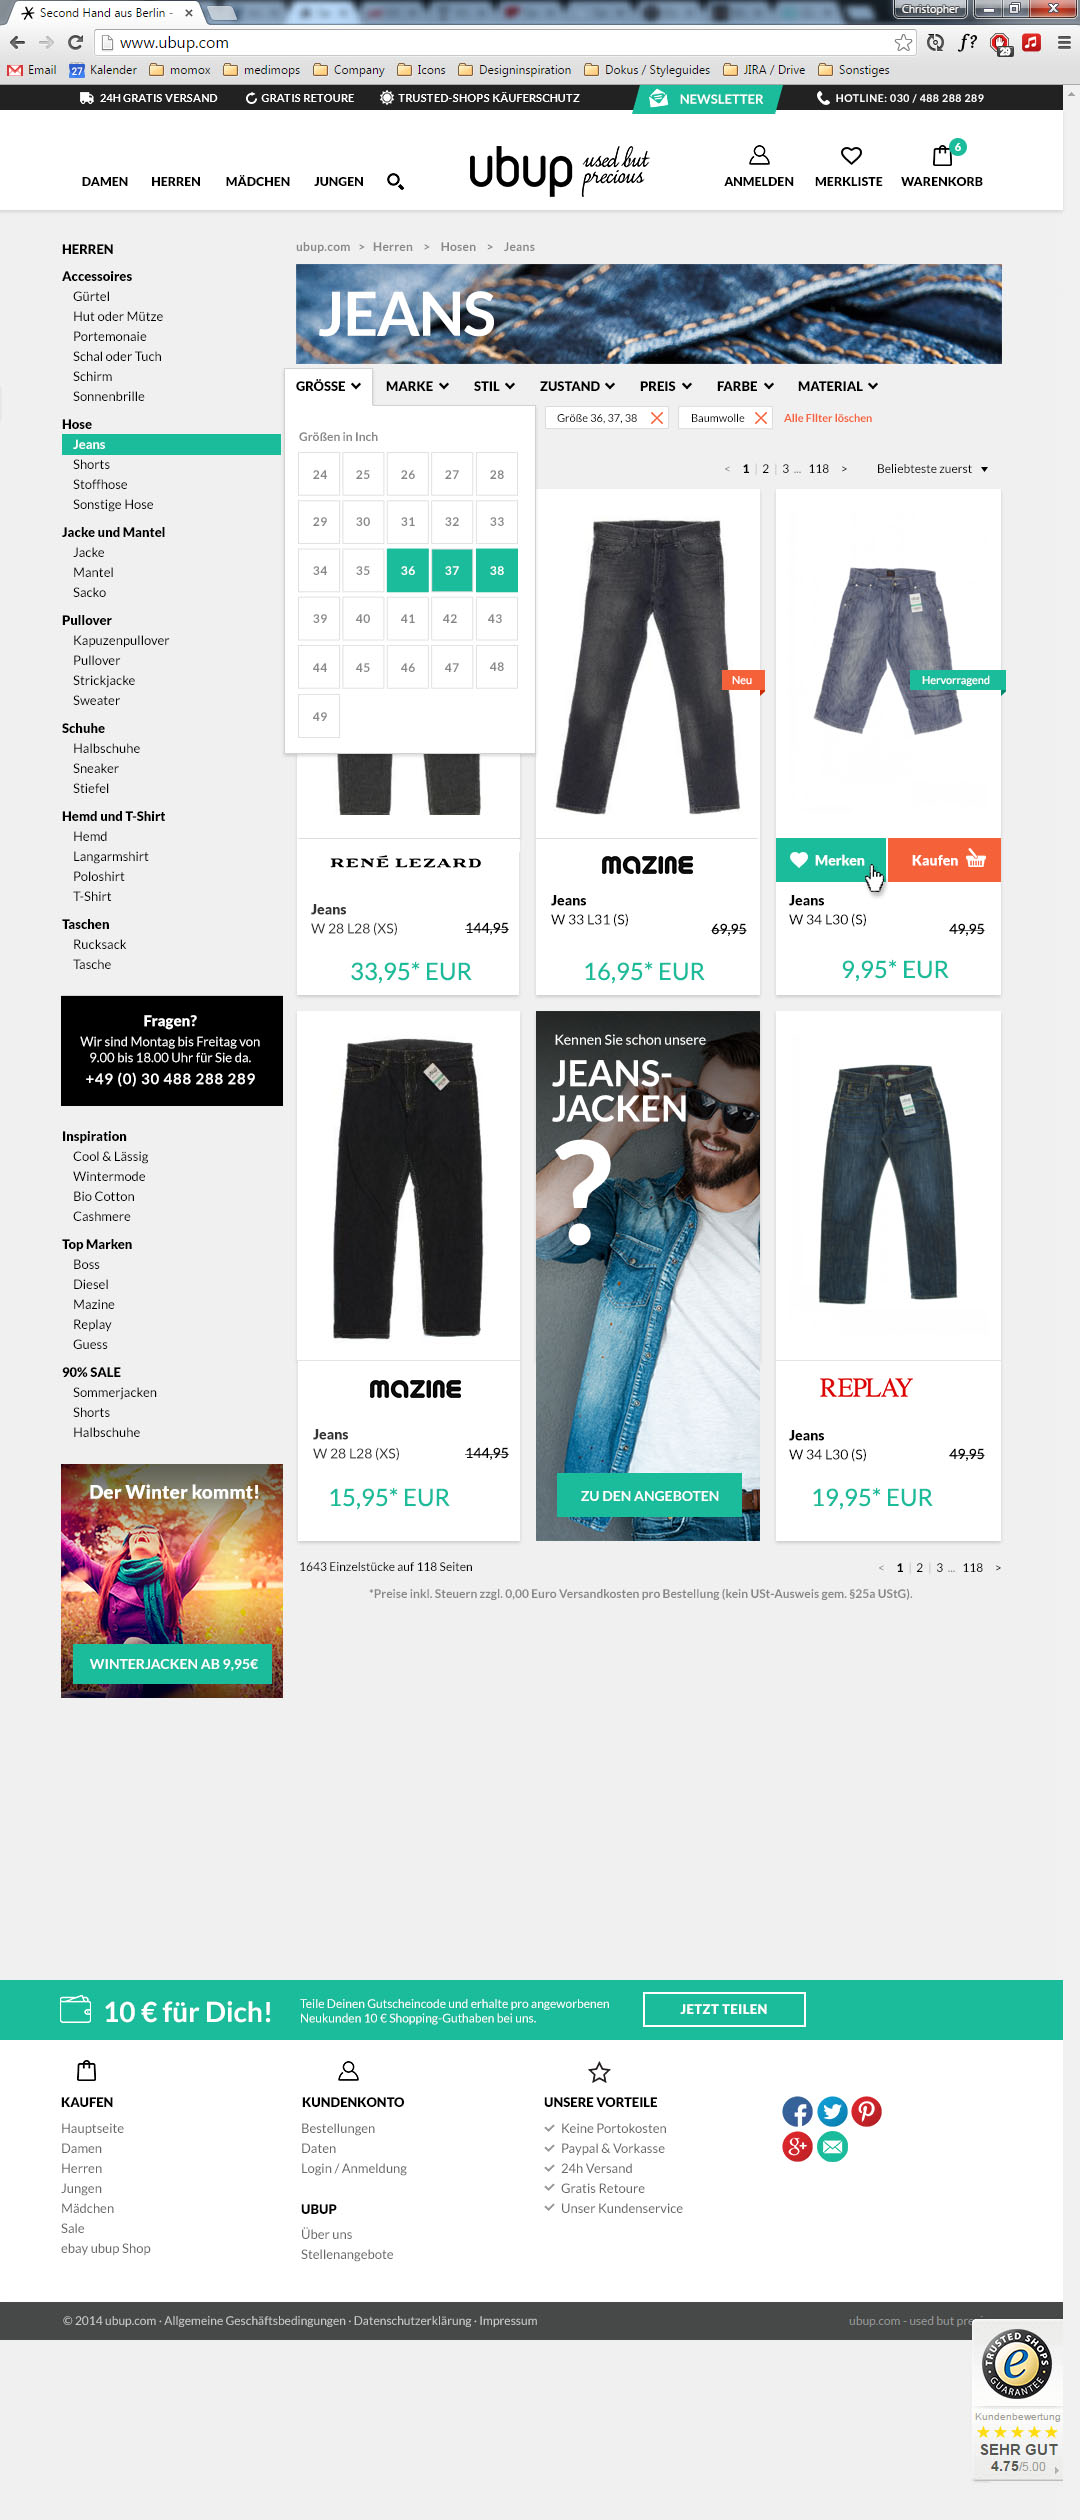 Second Hand aus Berlin -
Christopher
www.ubup.com
f?
29
Email
27
Kalender
momox
medimops
Company
Icons
Designinspiration
Dokus / Styleguides
JIRA / Drive
Sonstiges
24H GRATIS VERSAND
GRATIS RETOURE
TRUSTED-SHOPS KÄUFERSCHUTZ
NEWSLETTER
HOTLINE: 030 / 488 288 289
DAMEN
HERREN
MÄDCHEN
JUNGEN
ubup used but
precious
ANMELDEN
MERKLISTE
6
WARENKORB
HERREN
Accessoires
Gürtel
Hut oder Mütze
Portemonaie
Schal oder Tuch
Schirm
Sonnenbrille
Hose
Jeans
Shorts
Stoffhose
Sonstige Hose
Jacke und Mantel
Jacke
Mantel
Sacko
Pullover
Kapuzenpullover
Pullover
Strickjacke
Sweater
Schuhe
Halbschuhe
Sneaker
Stiefel
Hemd und T-Shirt
Hemd
Langarmshirt
Poloshirt
T-Shirt
Taschen
Rucksack
Tasche
Fragen?
Wir sind Montag bis Freitag von
9.00 bis 18.00 Uhr für Sie da.
+49 (0) 30 488 288 289
Inspiration
Cool & Lässig
Wintermode
Bio Cotton
Cashmere
Top Marken
Boss
Diesel
Mazine
Replay
Guess
90% SALE
Sommerjacken
Shorts
Halbschuhe
Der Winter kommt!
WINTERJACKEN AB 9,95€
ubup.com > Herren > Hosen > Jeans
JEANS
GRÖSSE
MARKE
STIL
ZUSTAND
PREIS
FARBE
MATERIAL
Größe 36, 37, 38
Baumwolle
Alle FIlter löschen
Größen in Inch
24 25 26 27 28
29 30 31 32 33
34 35 36 37 38
39 40 41 42 43
44 45 46 47 48
49
< 1 | 2 | 3 ... 118 >
Beliebteste zuerst
RENÉ LEZARD
Jeans
W 28 L28 (XS)
144,95
33,95* EUR
Neu
mazine
Jeans
W 33 L31 (S)
69,95
16,95* EUR
Hervorragend
Merken
Kaufen
Jeans
W 34 L30 (S)
49,95
9,95* EUR
mazine
Jeans
W 28 L28 (XS)
144,95
15,95* EUR
Kennen Sie schon unsere
JEANS-
JACKEN
?
ZU DEN ANGEBOTEN
REPLAY
Jeans
W 34 L30 (S)
49,95
19,95* EUR
1643 Einzelstücke auf 118 Seiten
< 1 | 2 | 3 ... 118 >
*Preise inkl. Steuern zzgl. 0,00 Euro Versandkosten pro Bestellung (kein USt-Ausweis gem. §25a UStG).
10 € für Dich!
Teile Deinen Gutscheincode und erhalte pro angeworbenen
Neukunden 10 € Shopping-Guthaben bei uns.
JETZT TEILEN
KAUFEN
Hauptseite
Damen
Herren
Jungen
Mädchen
Sale
ebay ubup Shop
KUNDENKONTO
Bestellungen
Daten
Login / Anmeldung
UBUP
Über uns
Stellenangebote
UNSERE VORTEILE
Keine Portokosten
Paypal & Vorkasse
24h Versand
Gratis Retoure
Unser Kundenservice
© 2014 ubup.com · Allgemeine Geschäftsbedingungen · Datenschutzerklärung · Impressum
ubup.com - used but pre
TRUSTED SHOPS
e
GUARANTEE
Kundenbewertung
SEHR GUT
4.75/5.00